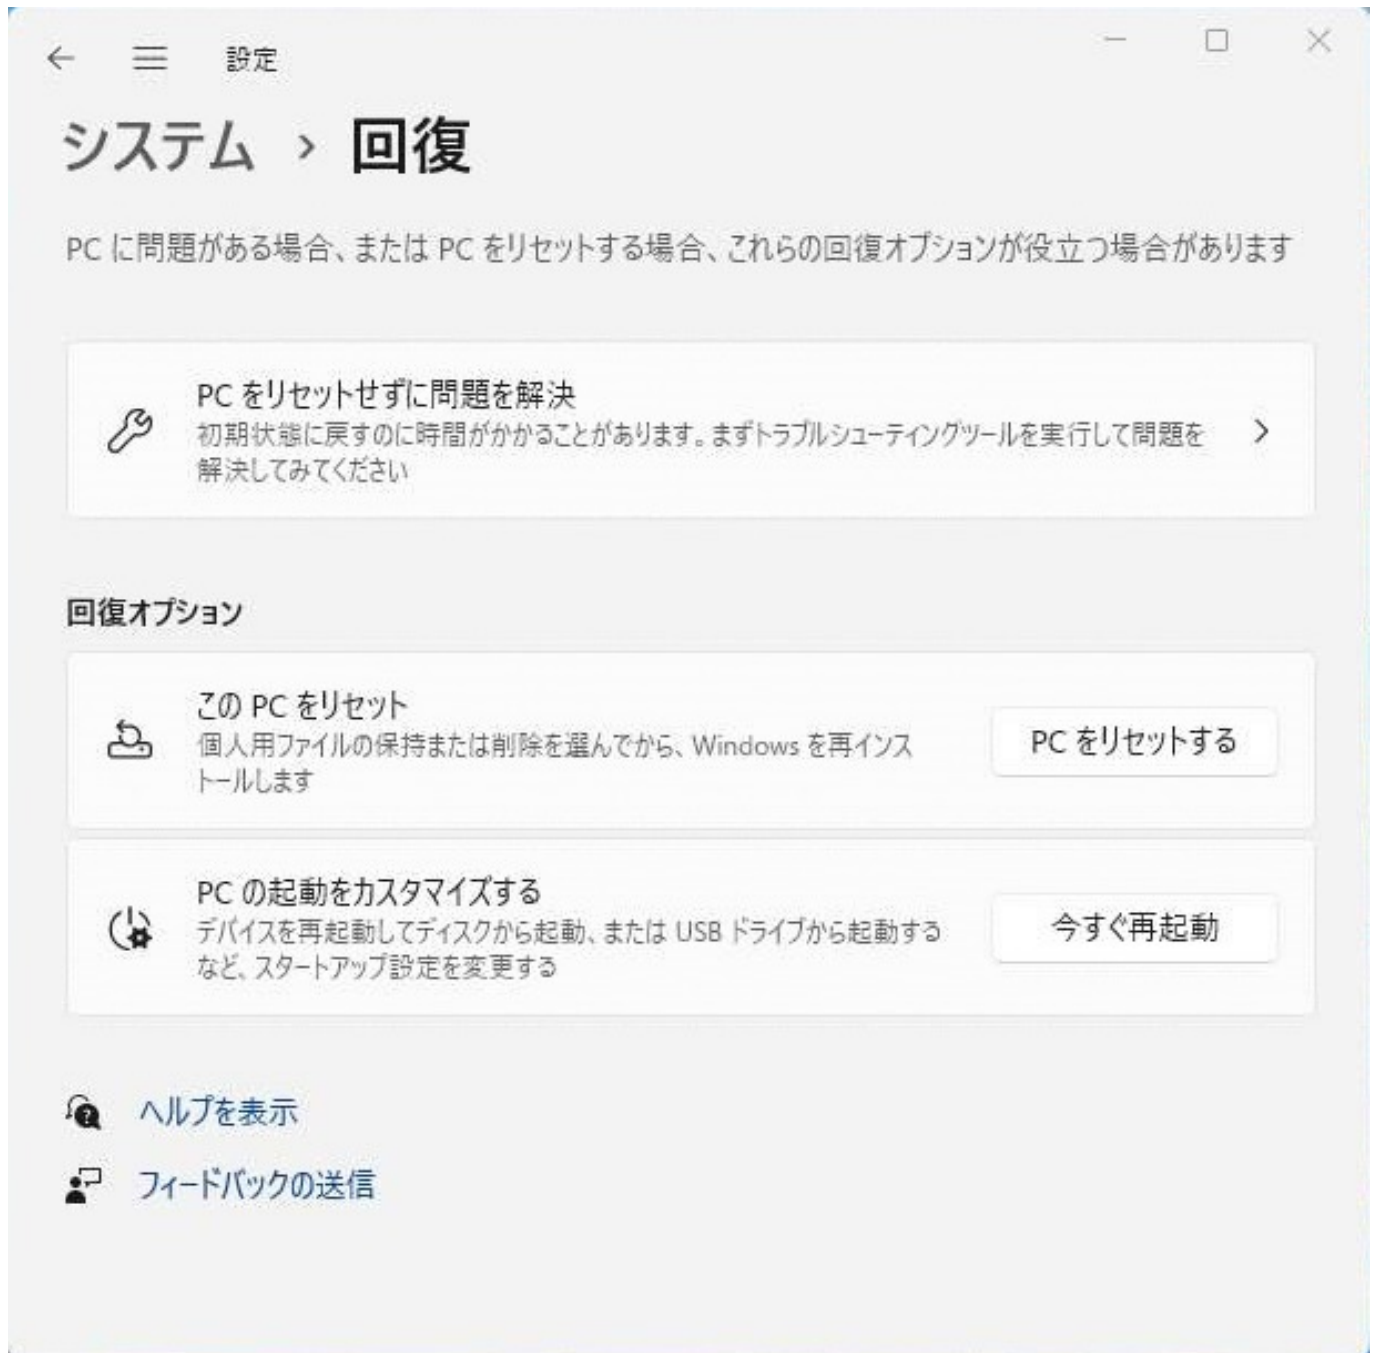 設定
システム › 回復
PC に問題がある場合、または PC をリセットする場合、これらの回復オプションが役立つ場合があります
PC をリセットせずに問題を解決
初期状態に戻すのに時間がかかることがあります。まずトラブルシューティングツールを実行して問題を
解決してみてください
回復オプション
この PC をリセット
個人用ファイルの保持または削除を選んでから、Windows を再インス
トールします
PC をリセットする
PC の起動をカスタマイズする
デバイスを再起動してディスクから起動、または USB ドライブから起動する
など、スタートアップ設定を変更する
今すぐ再起動
ヘルプを表示
フィードバックの送信